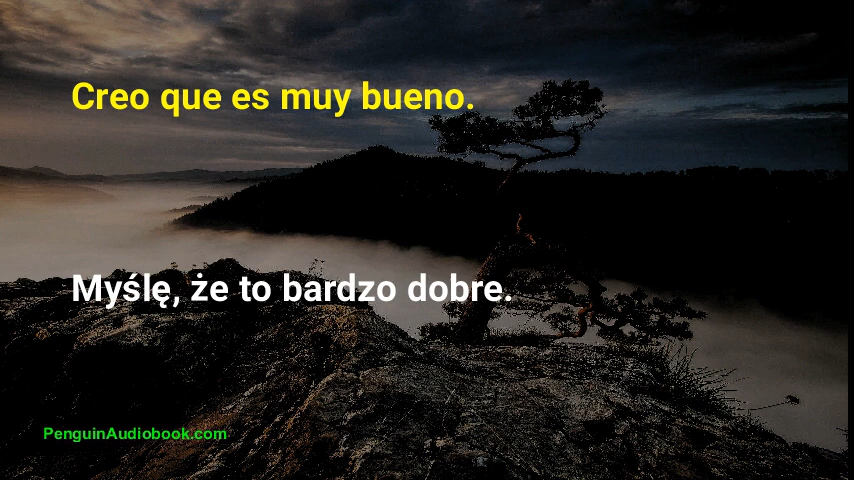 Creo que es muy bueno.
Myślę, że to bardzo dobre.
PenguinAudiobook.com